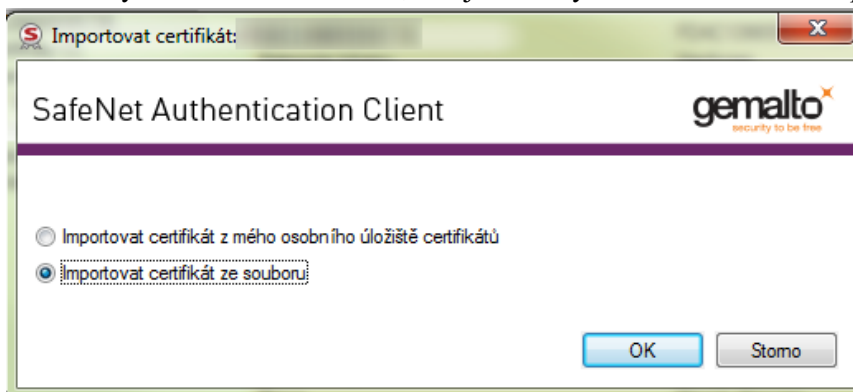 Importovat certifikát:
SafeNet Authentication Client
gemalto
security to be free
Importovat certifikát z mého osobního úložiště certifikátů
Importovat certifikát ze souboru
OK
Storno